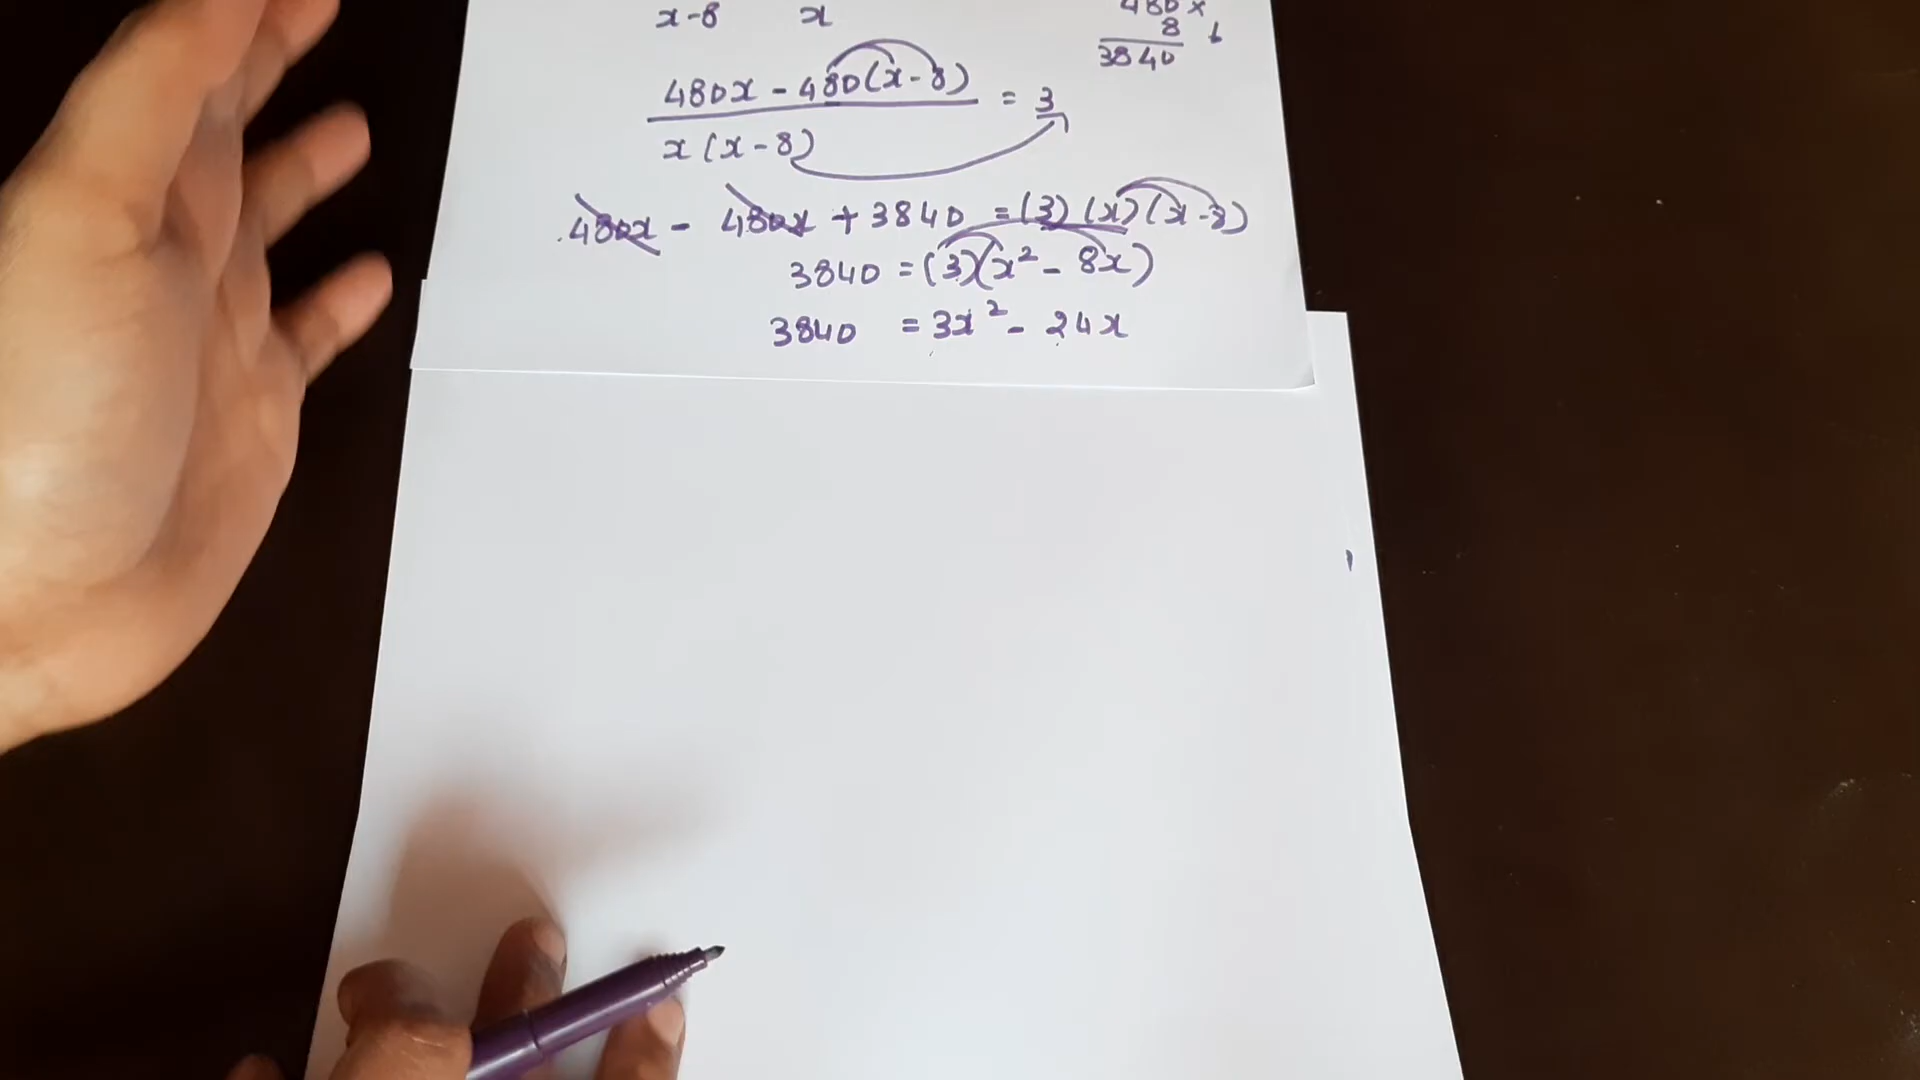 x-8 x
480 x
8 ↓
3840
480x - 480(x-8) = 3
x(x-8)
480x - 480x + 3840 = (3)(x)(x-8)
3840 = (3)(x² - 8x)
3840 = 3x² - 24x